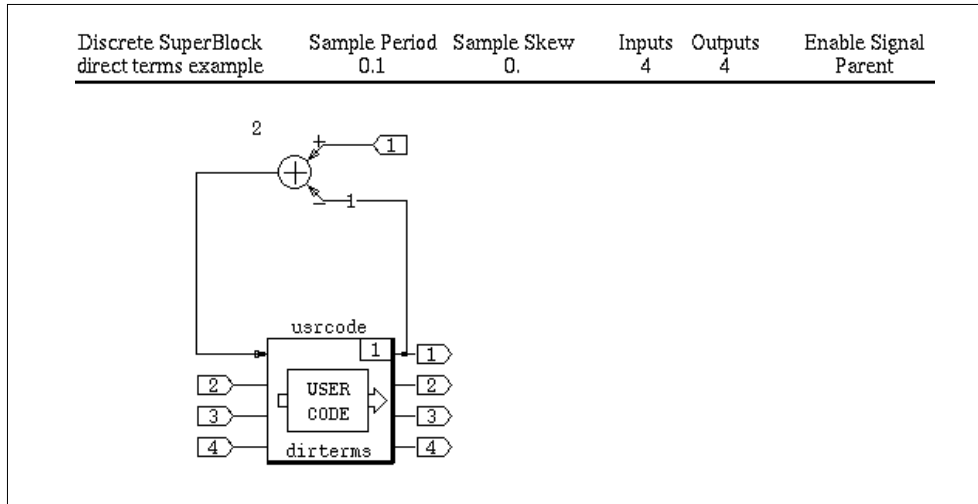 Discrete SuperBlock Sample Period Sample Skew Inputs Outputs Enable Signal
direct terms example 0.1 0. 4 4 Parent
2
+
1
+
− 1
usrcode
1 1
2 USER 2
3 CODE 3
4 dirterms 4